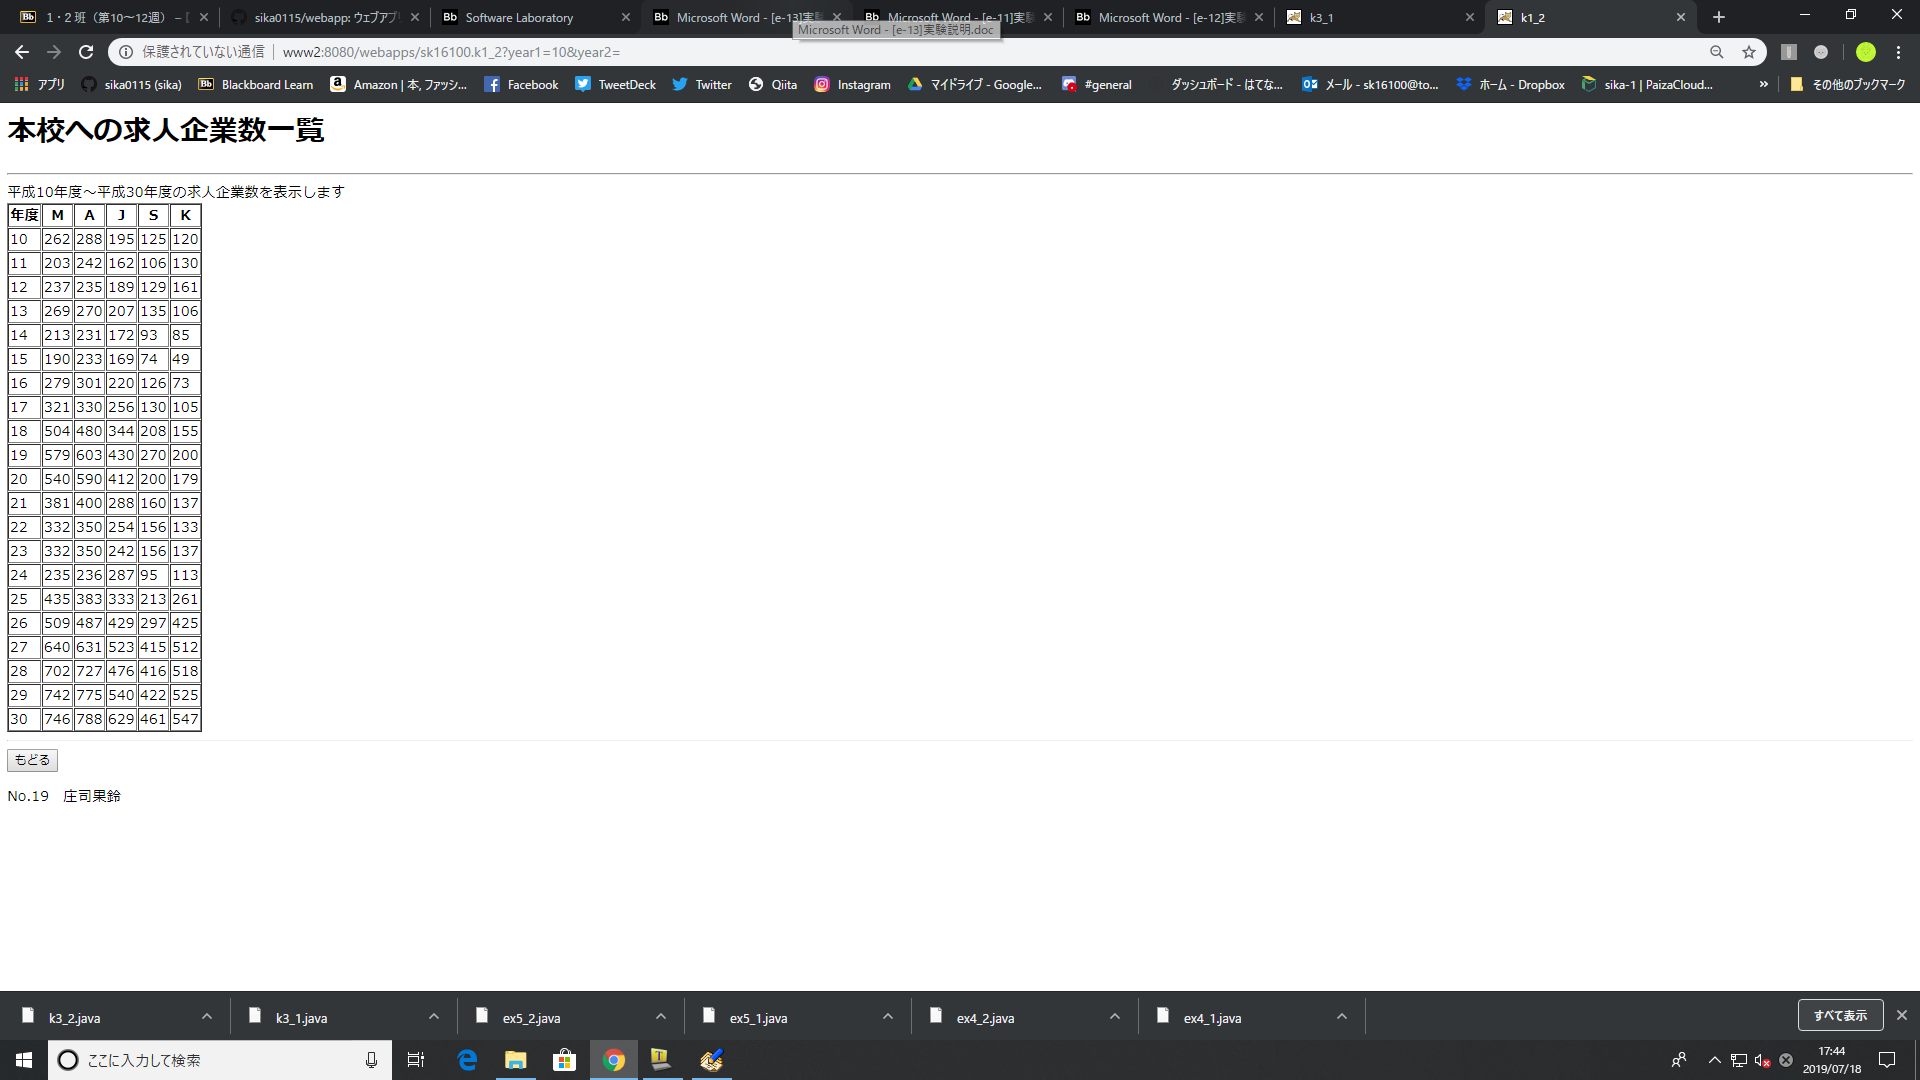 1・2 班（第10～12週） – [
sika0115/webapp: ウェブアプ
Software Laboratory
Microsoft Word - [e-13]実験
Microsoft Word - [e-11]実験
Microsoft Word - [e-12]実験
k3_1
k1_2
Microsoft Word - [e-13]実験説明.doc
保護されていない通信
www2:8080/webapps/sk16100.k1_2?year1=10&year2=
アプリ
sika0115 (sika)
Blackboard Learn
Amazon | 本, ファッシ...
Facebook
TweetDeck
Twitter
Qiita
Instagram
マイドライブ - Google...
#general
ダッシュボード - はてな...
メール - sk16100@to...
ホーム - Dropbox
sika-1 | PaizaCloud...
»
その他のブックマーク
本校への求人企業数一覧
平成10年度～平成30年度の求人企業数を表示します
年度 M A J S K
10 262 288 195 125 120
11 203 242 162 106 130
12 237 235 189 129 161
13 269 270 207 135 106
14 213 231 172 93 85
15 190 233 169 74 49
16 279 301 220 126 73
17 321 330 256 130 105
18 504 480 344 208 155
19 579 603 430 270 200
20 540 590 412 200 179
21 381 400 288 160 137
22 332 350 254 156 133
23 332 350 242 156 137
24 235 236 287 95 113
25 435 383 333 213 261
26 509 487 429 297 425
27 640 631 523 415 512
28 702 727 476 416 518
29 742 775 540 422 525
30 746 788 629 461 547
もどる
No.19　庄司果鈴
k3_2.java
k3_1.java
ex5_2.java
ex5_1.java
ex4_2.java
ex4_1.java
すべて表示
ここに入力して検索
17:44
2019/07/18